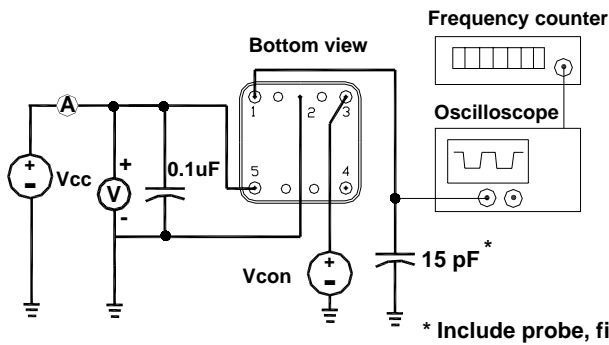 Frequency counter
Bottom view
Oscilloscope
A
1
2
3
+
-
Vcc
+
V
-
0.1uF
5
4
Vcon
+
-
15 pF*
* Include probe, fi